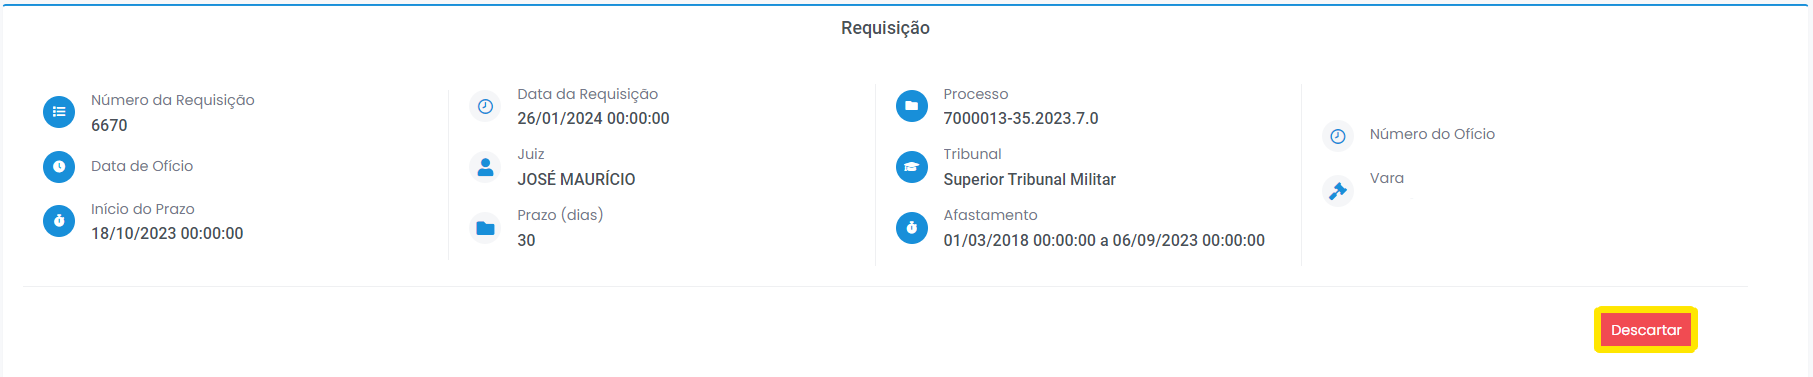 Requisição
Número da Requisição
6670
Data de Ofício
Início do Prazo
18/10/2023 00:00:00
Data da Requisição
26/01/2024 00:00:00
Juiz
JOSÉ MAURÍCIO
Prazo (dias)
30
Processo
7000013-35.2023.7.0
Tribunal
Superior Tribunal Militar
Afastamento
01/03/2018 00:00:00 a 06/09/2023 00:00:00
Número do Ofício
Vara
Descartar